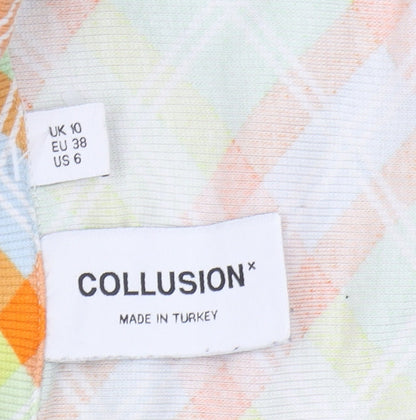 UK 10
EU 38
US 6
COLLUSION x
MADE IN TURKEY